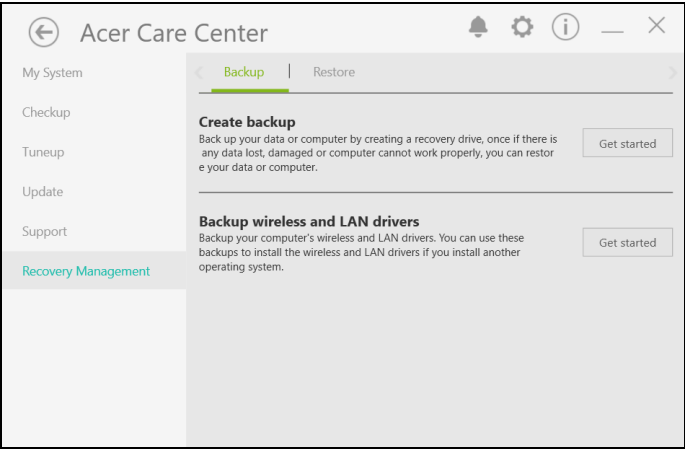 Acer Care Center
My System
Checkup
Tuneup
Update
Support
Recovery Management
Backup | Restore
Create backup
Back up your data or computer by creating a recovery drive, once if there is
any data lost, damaged or computer cannot work properly, you can restor
e your data or computer.
Get started
Backup wireless and LAN drivers
Backup your computer's wireless and LAN drivers. You can use these
backups to install the wireless and LAN drivers if you install another
operating system.
Get started